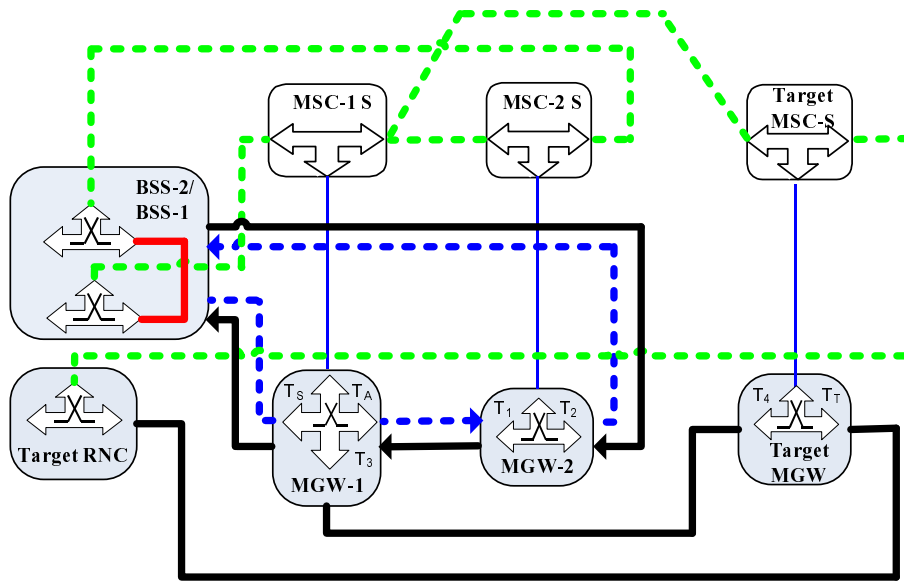 MSC-1 S
MSC-2 S
Target
MSC-S
BSS-2/
BSS-1
Target RNC
TS
TA
T3
MGW-1
T1
T2
MGW-2
T4
TT
Target
MGW